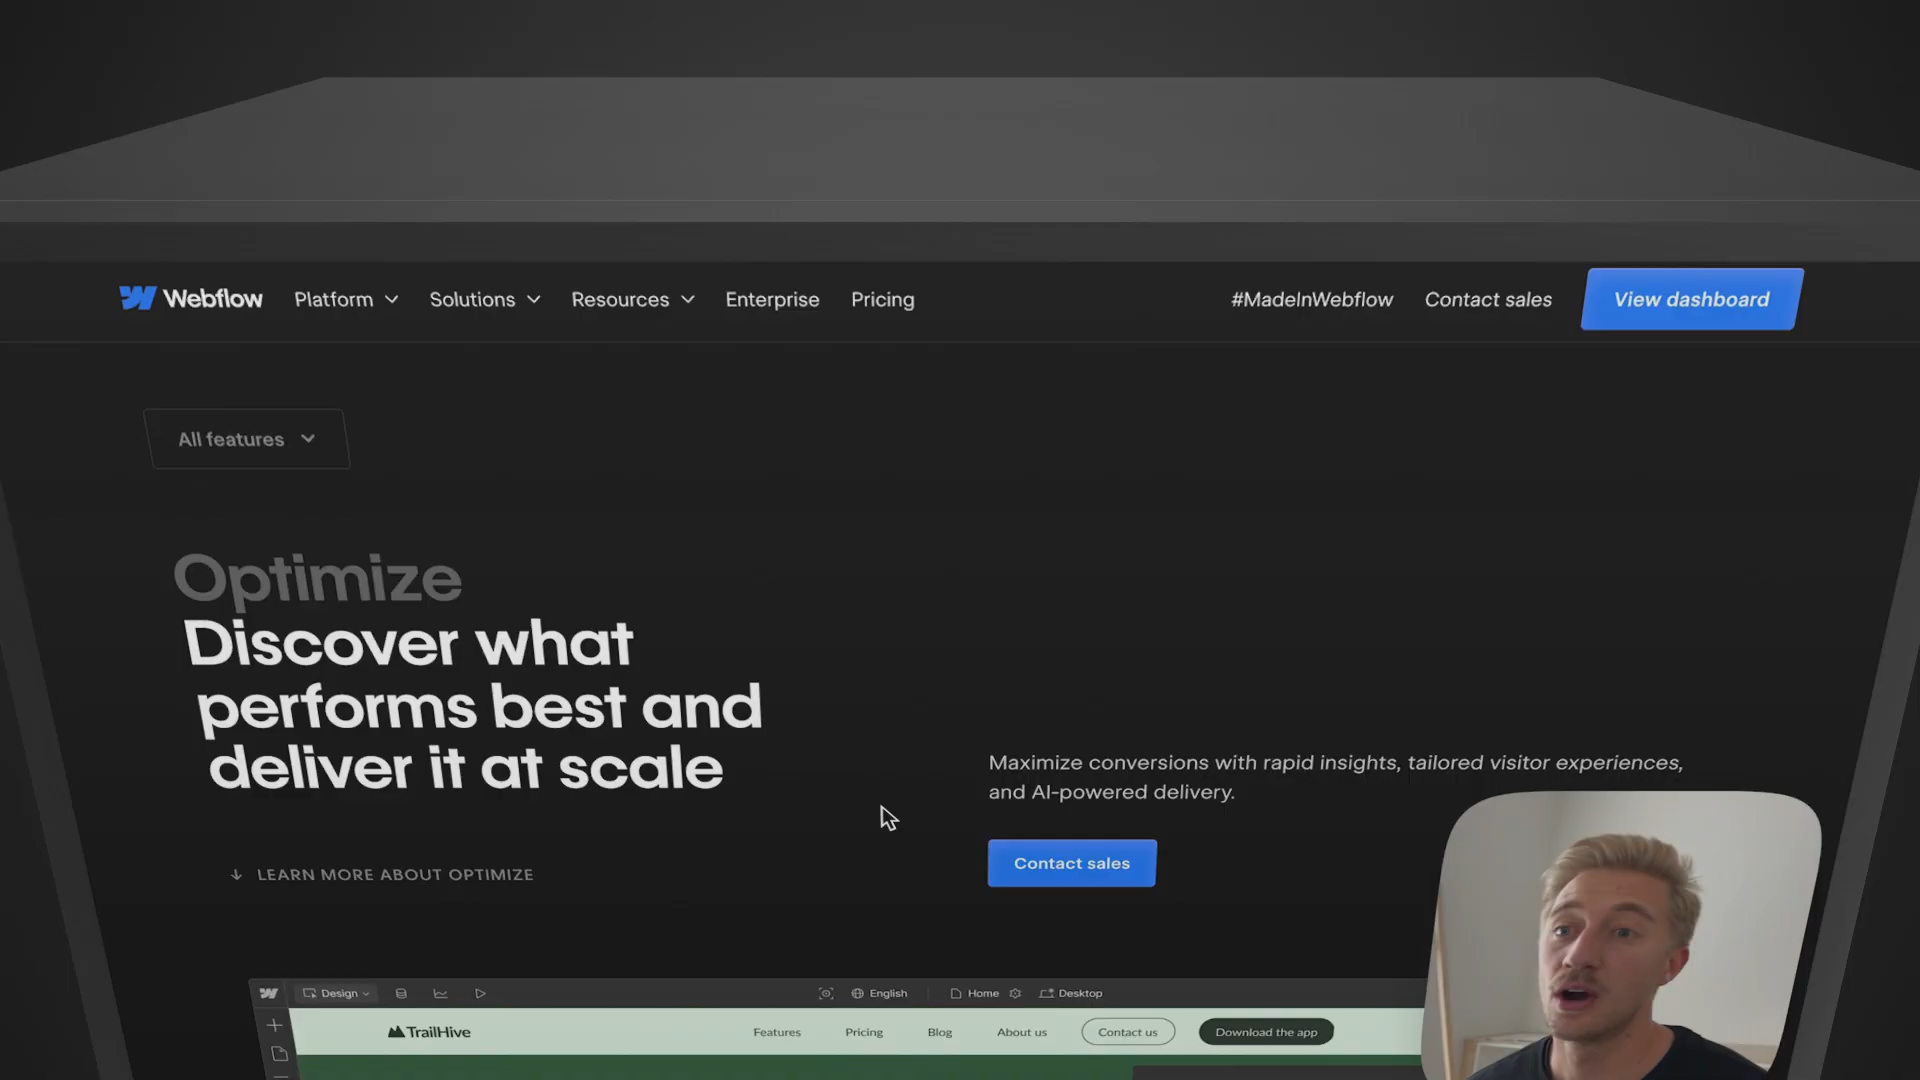 Webflow Platform Solutions Resources Enterprise Pricing #MadeInWebflow Contact sales View dashboard
All features
Optimize
Discover what
performs best and
deliver it at scale
Maximize conversions with rapid insights, tailored visitor experiences,
and AI-powered delivery.
Contact sales
LEARN MORE ABOUT OPTIMIZE
Design English Home Desktop
TrailHive Features Pricing Blog About us Contact us Download the app